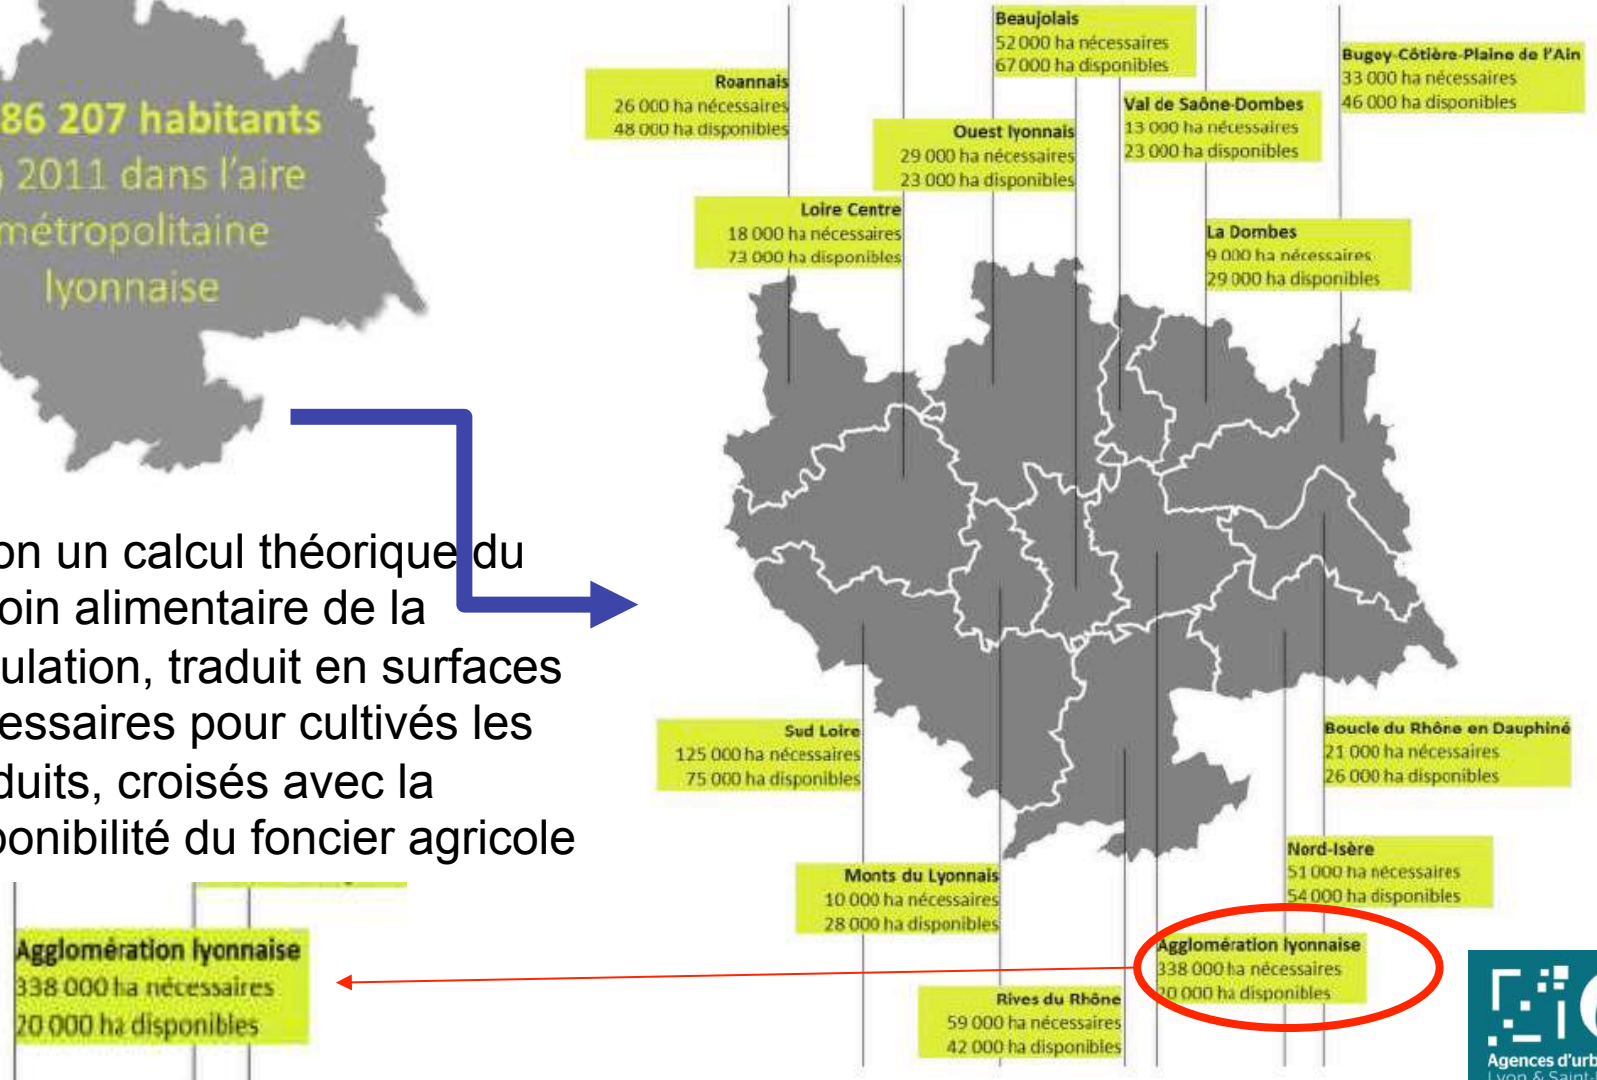 86 207 habitants
2011 dans l'aire
métropolitaine
lyonnaise
on un calcul théorique du
oin alimentaire de la
ulation, traduit en surfaces
essaires pour cultivés les
duits, croisés avec la
ponibilité du foncier agricole
Roannais
26 000 ha nécessaires
48 000 ha disponibles
Beaujolais
52 000 ha nécessaires
67 000 ha disponibles
Bugey-Côtière-Plaine de l'Ain
33 000 ha nécessaires
46 000 ha disponibles
Val de Saône-Dombes
13 000 ha nécessaires
23 000 ha disponibles
Ouest lyonnais
29 000 ha nécessaires
23 000 ha disponibles
Loire Centre
18 000 ha nécessaires
73 000 ha disponibles
La Dombes
9 000 ha nécessaires
29 000 ha disponibles
Sud Loire
125 000 ha nécessaires
75 000 ha disponibles
Boucle du Rhône en Dauphiné
21 000 ha nécessaires
26 000 ha disponibles
Nord-Isère
51 000 ha nécessaires
54 000 ha disponibles
Monts du Lyonnais
10 000 ha nécessaires
28 000 ha disponibles
Agglomération lyonnaise
338 000 ha nécessaires
20 000 ha disponibles
Rives du Rhône
59 000 ha nécessaires
42 000 ha disponibles
Agglomération lyonnaise
338 000 ha nécessaires
20 000 ha disponibles
Agences d'urb
Lyon & Saint-